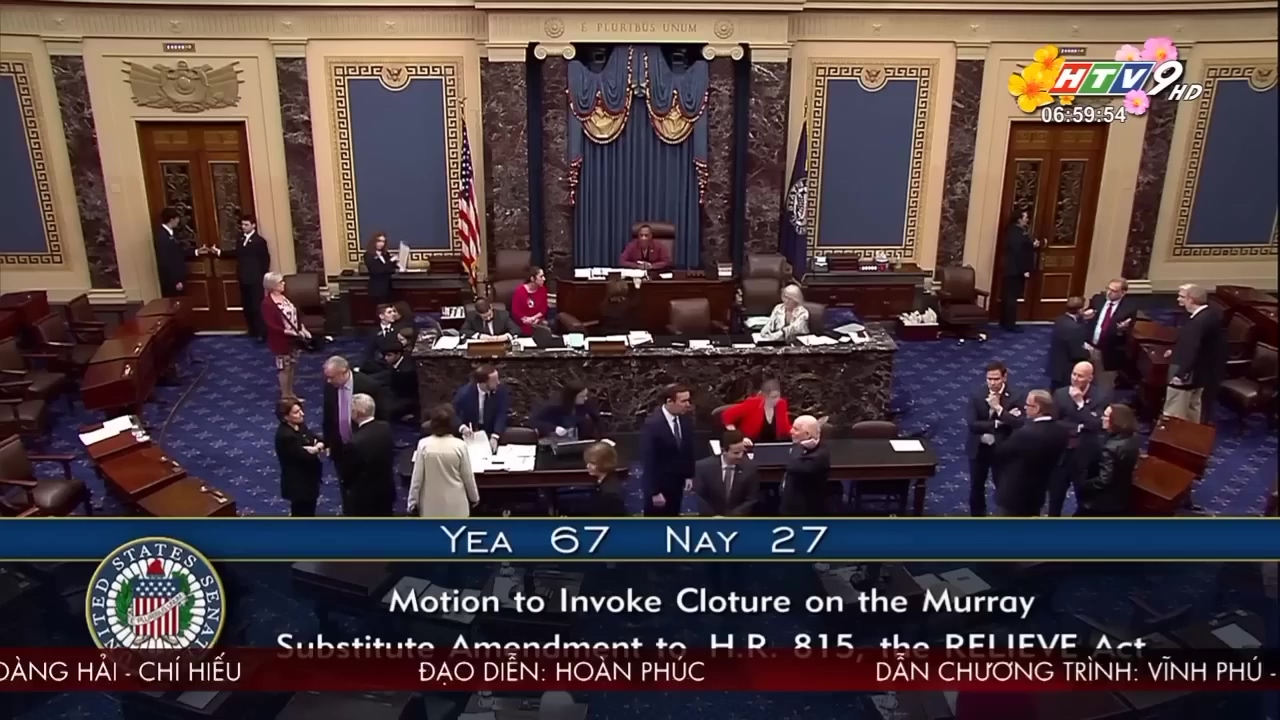 E PLURIBUS UNUM
HTV9 HD
06:59:54
YEA 67 NAY 27
UNITED STATES SENAT
Motion to Invoke Cloture on the Murray
Substitute Amendment to H.R. 815, the RELIEVE Act
OÀNG HẢI - CHÍ HIẾU ĐẠO DIỄN: HOÀN PHÚC DẪN CHƯƠNG TRÌNH: VĨNH PHÚ -